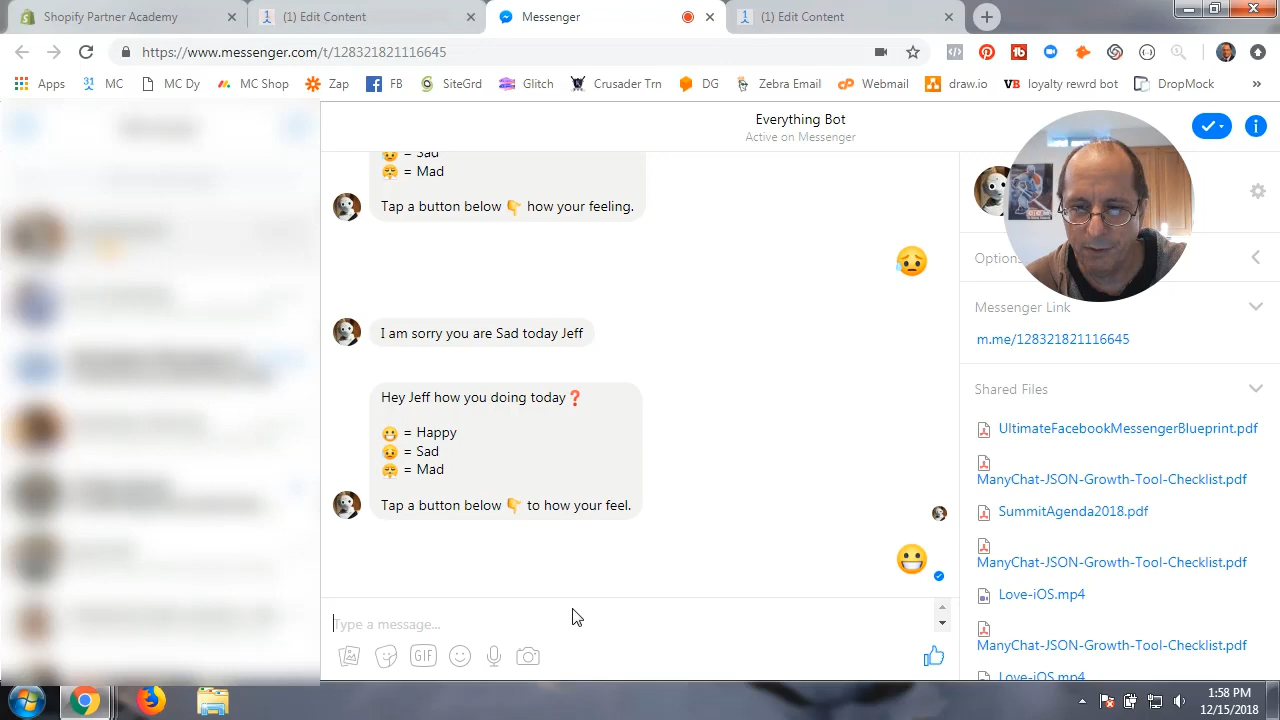 Shopify Partner Academy
(1) Edit Content
Messenger
(1) Edit Content
https://www.messenger.com/t/128321821116645
Apps
31 MC
MC Dy
MC Shop
Zap
FB
SiteGrd
Glitch
Crusader Trn
DG
Zebra Email
Webmail
draw.io
VB loyalty rewrd bot
DropMock
»
Everything Bot
Active on Messenger
😥 = Sad
😤 = Mad
Tap a button below 👇 how your feeling.
😥
I am sorry you are Sad today Jeff
Hey Jeff how you doing today❓
😀 = Happy
😥 = Sad
😤 = Mad
Tap a button below 👇 to how your feel.
😀
Type a message...
GIF
Options
Messenger Link
m.me/128321821116645
Shared Files
UltimateFacebookMessengerBlueprint.pdf
ManyChat-JSON-Growth-Tool-Checklist.pdf
SummitAgenda2018.pdf
ManyChat-JSON-Growth-Tool-Checklist.pdf
Love-iOS.mp4
ManyChat-JSON-Growth-Tool-Checklist.pdf
Love-iOS.mp4
1:58 PM
12/15/2018